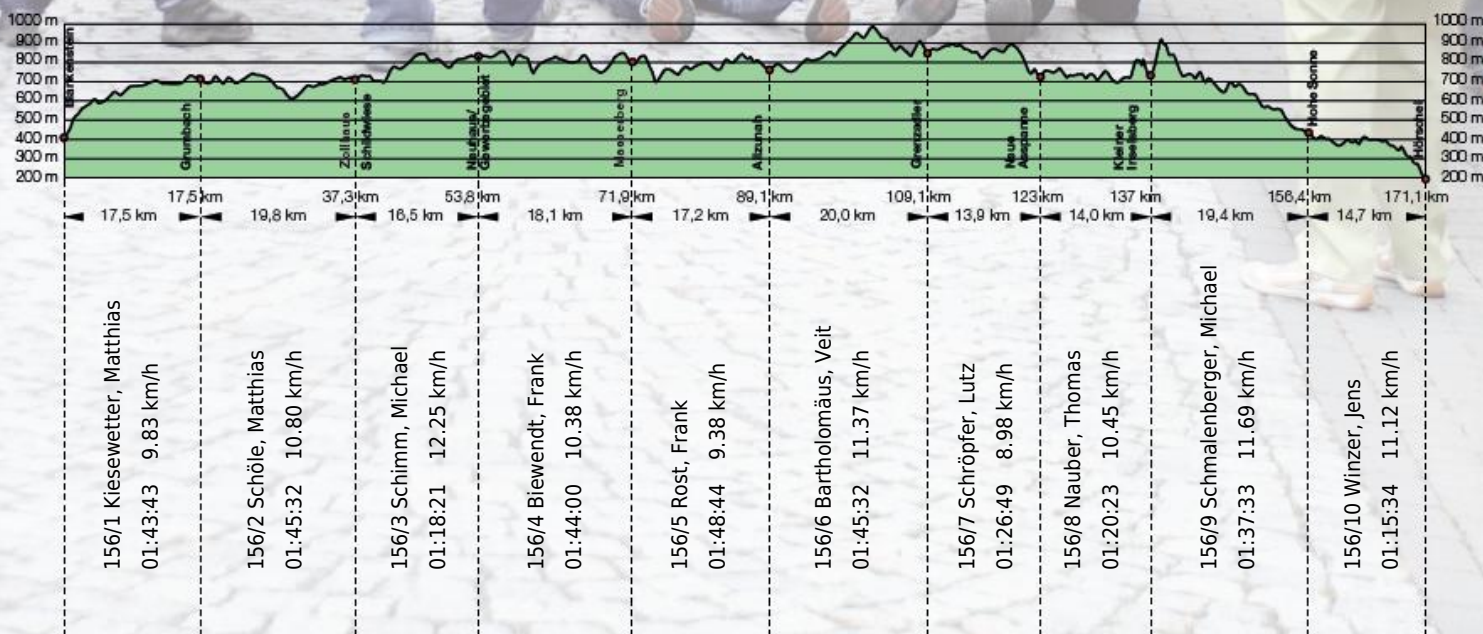 1000 m
900 m
800 m
700 m
600 m
500 m
400 m
300 m
200 m
1000 m
900 m
800 m
700 m
600 m
500 m
400 m
300 m
200 m
Blankenstein
Grumbach
Zollhaus
Schildwiese
Neuhaus/
Masserberg
Allzunah
Grenzadler
Neue
Ausspanne
Kleiner
Inselsberg
Hohe Sonne
Hörschel
17,5 km
37,3 km
53,8 km
71,9 km
89,1 km
109,1 km
123 km
137 km
156,4 km
171,1 km
17,5 km
19,8 km
16,5 km
18,1 km
17,2 km
20,0 km
13,9 km
14,0 km
19,4 km
14,7 km
156/1 Kiesewetter, Matthias
01:43:43 9.83 km/h
156/2 Schöle, Matthias
01:45:32 10.80 km/h
156/3 Schimm, Michael
01:18:21 12.25 km/h
156/4 Biewendt, Frank
01:44:00 10.38 km/h
156/5 Rost, Frank
01:48:44 9.38 km/h
156/6 Bartholomäus, Veit
01:45:32 11.37 km/h
156/7 Schröpfer, Lutz
01:26:49 8.98 km/h
156/8 Nauber, Thomas
01:20:23 10.45 km/h
156/9 Schmalenberger, Michael
01:37:33 11.69 km/h
156/10 Winzer, Jens
01:15:34 11.12 km/h